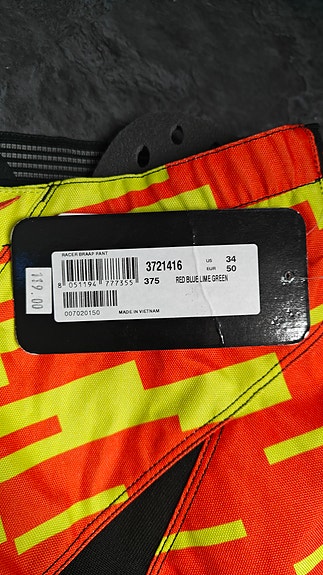 RACER BRAAP PANT
3721416
US 34
EUR 50
8 051194 777355
375 RED BLUE LIME GREEN
007020150
MADE IN VIETNAM
119.00